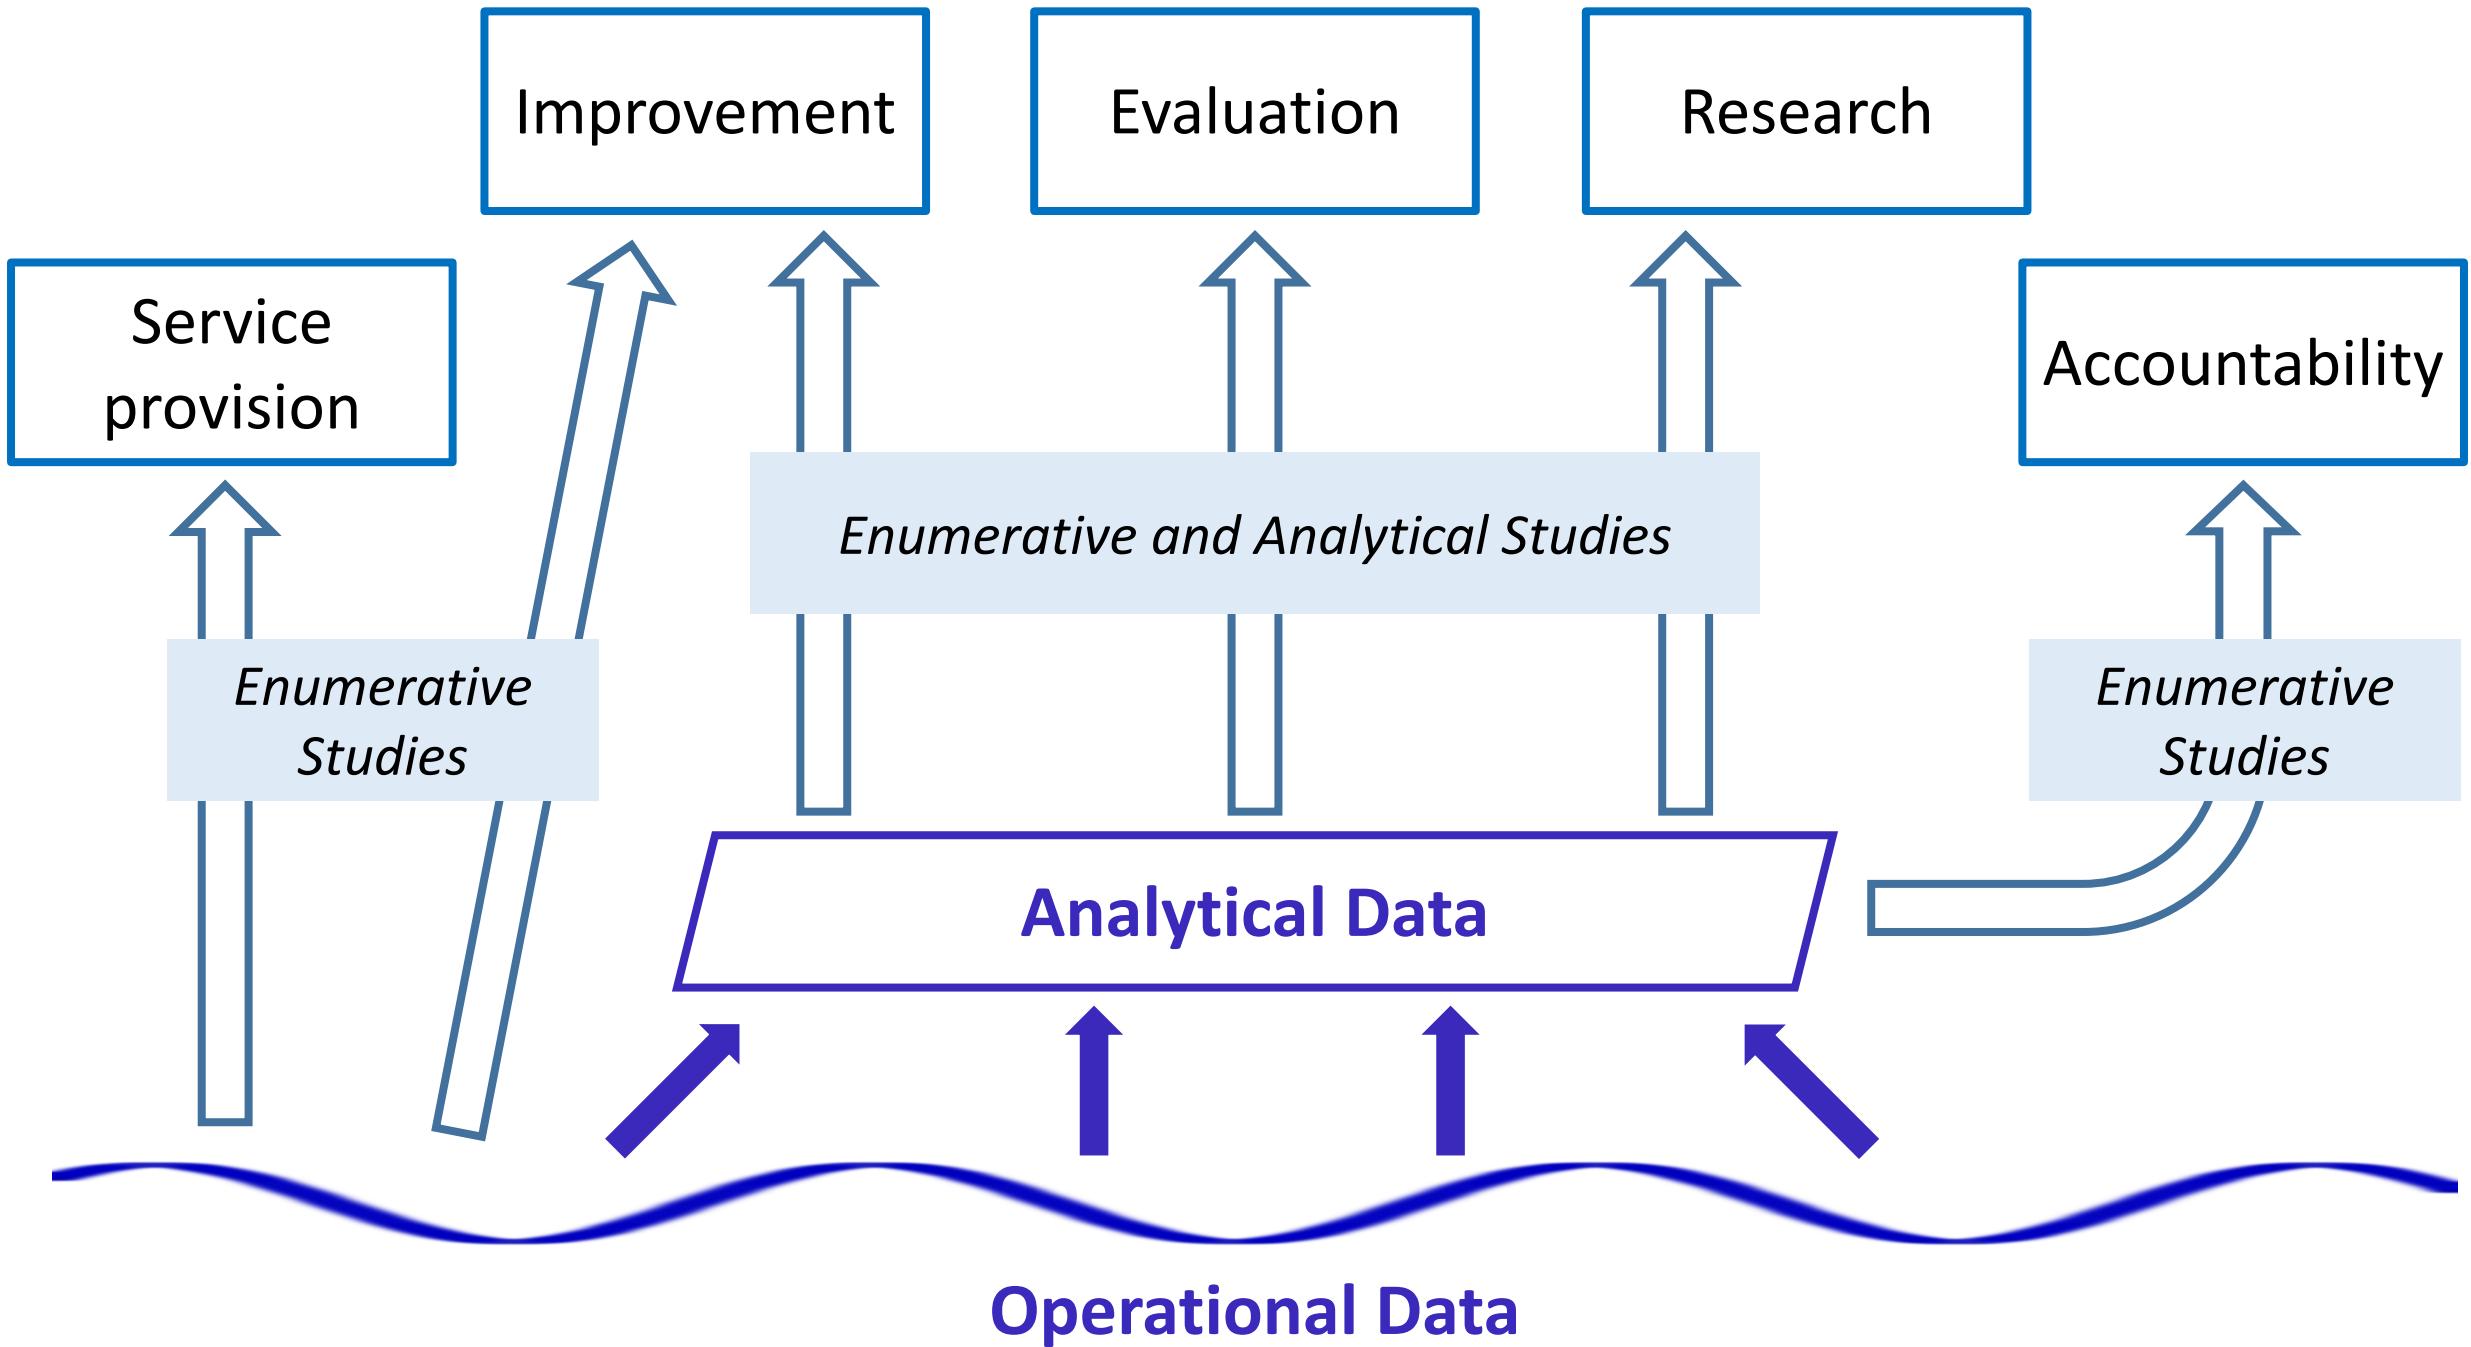 Improvement
Evaluation
Research
Service
provision
Accountability
Enumerative and Analytical Studies
Enumerative
Studies
Enumerative
Studies
Analytical Data
Operational Data